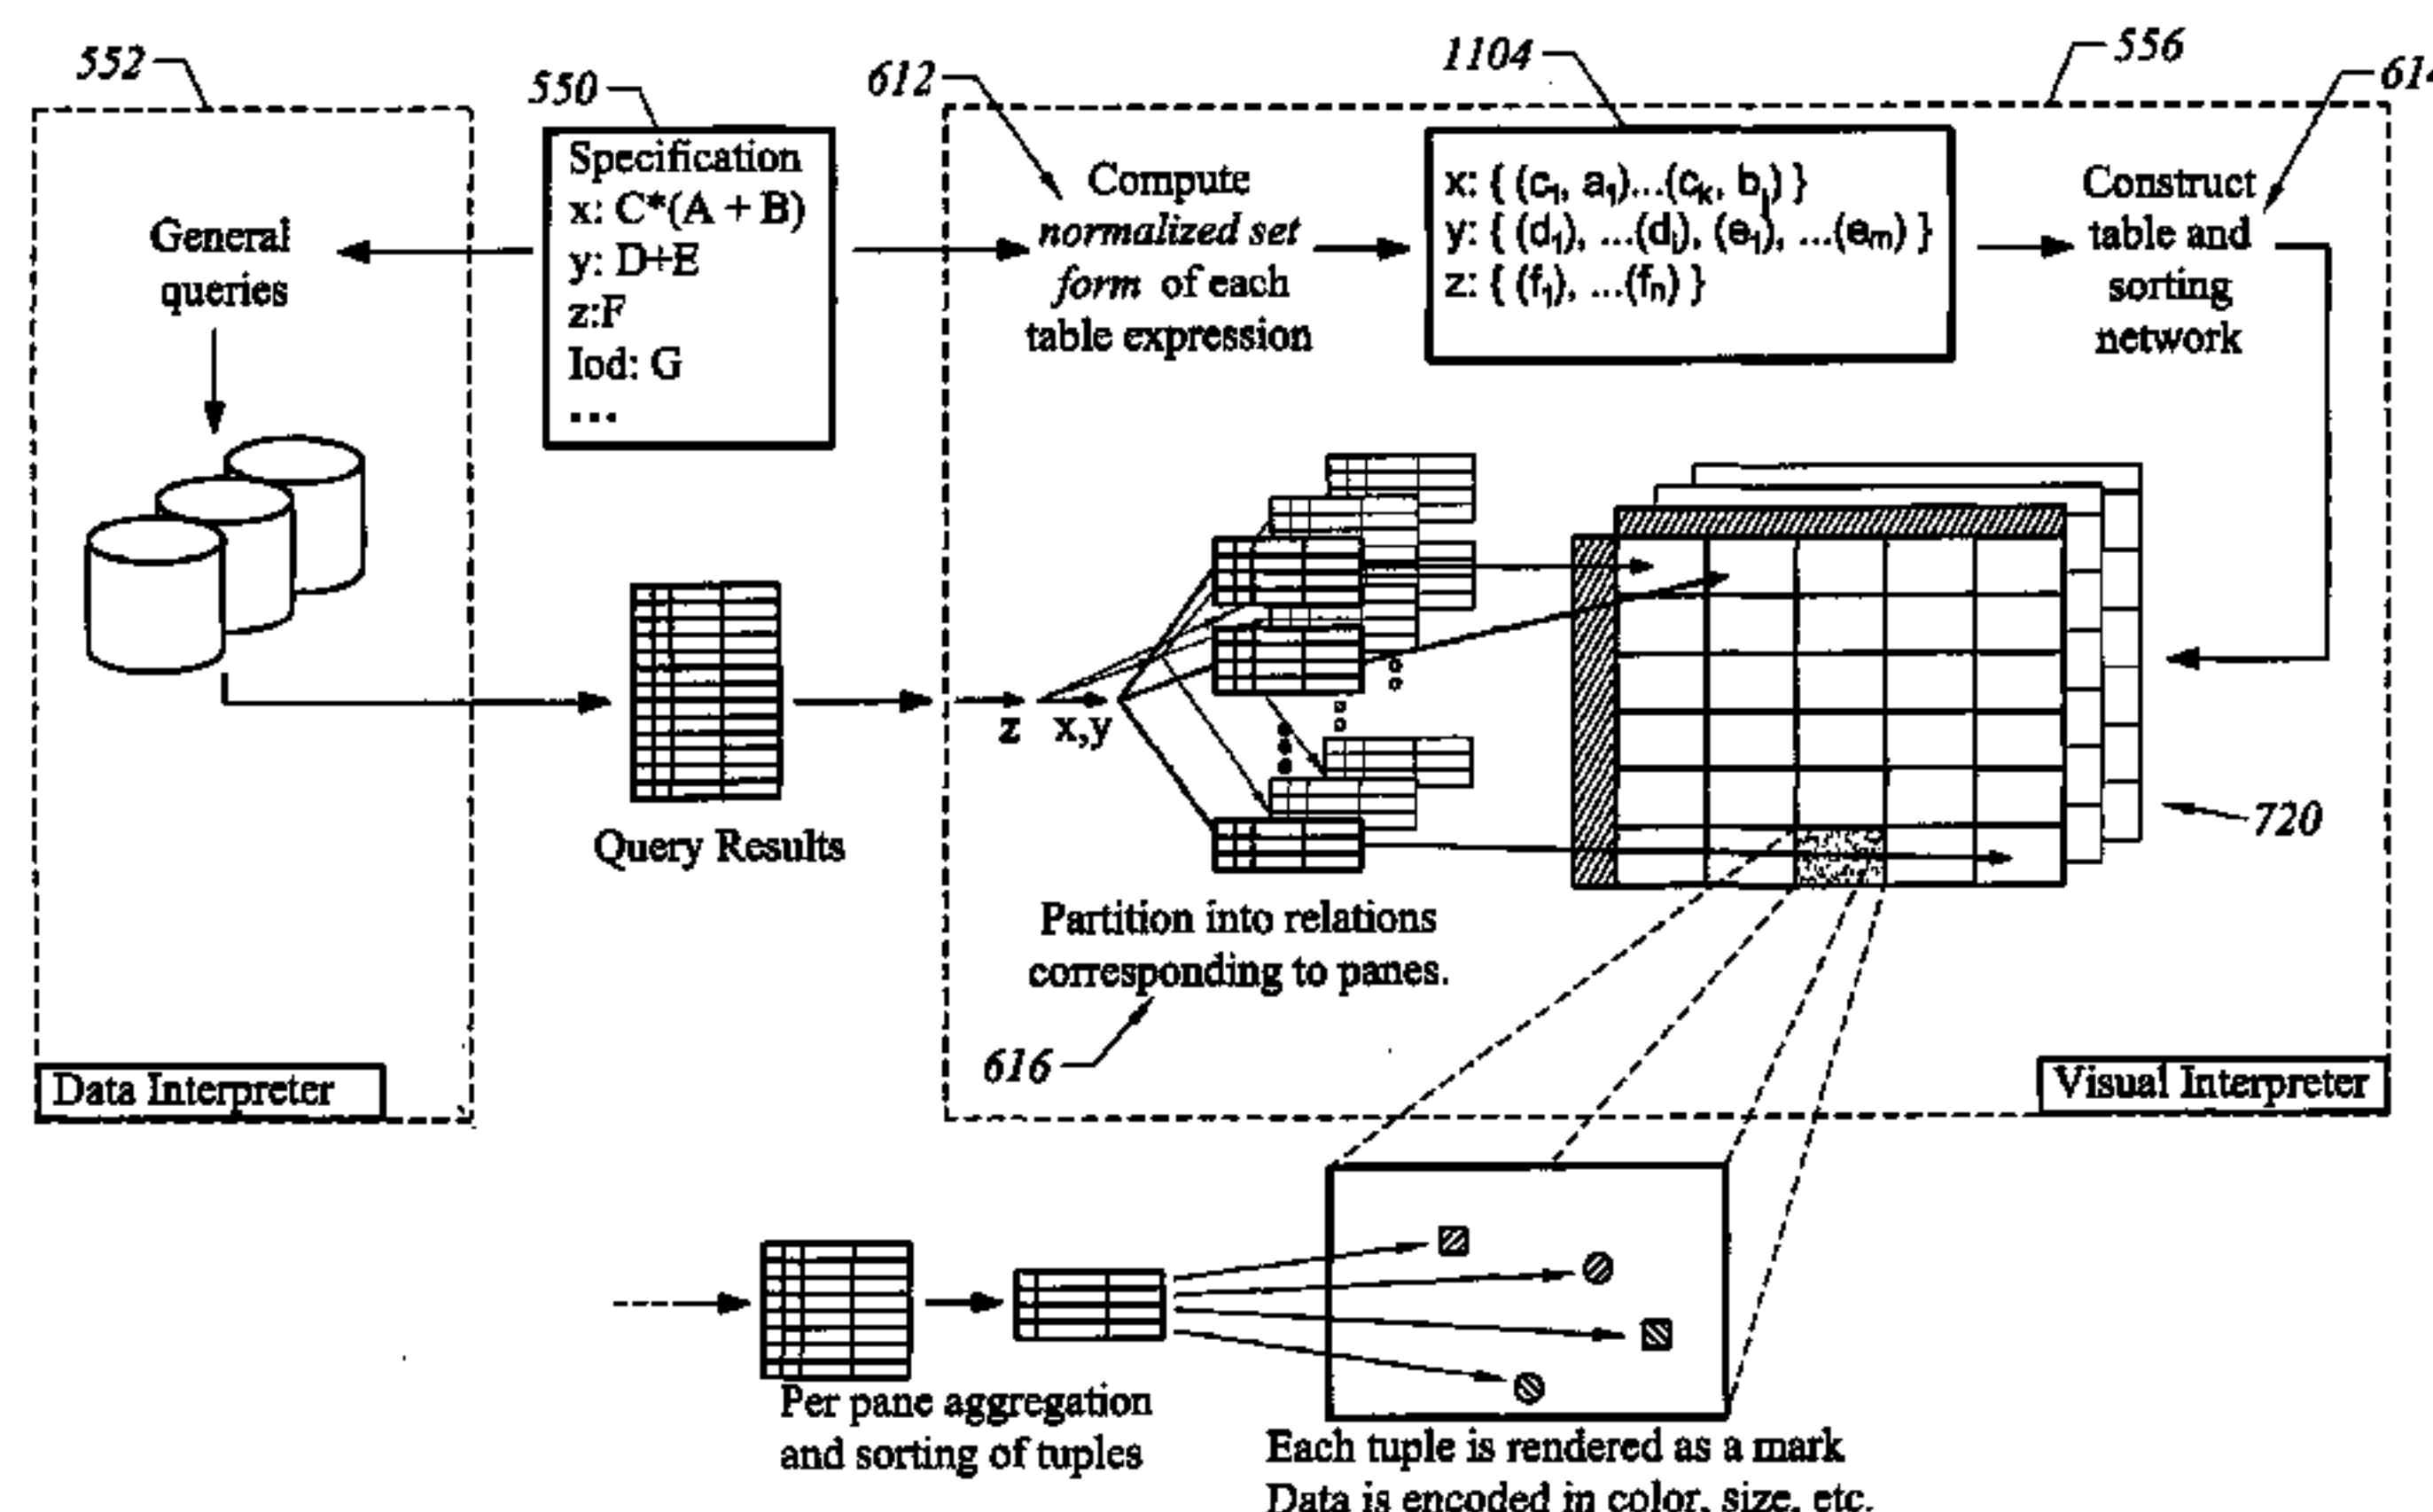 552
550
612
1104
556
614
Specification
x: C*(A + B)
y: D+E
z:F
Iod: G
...
General
queries
Compute
normalized set
form of each
table expression
x: { (c₁, a₁)...(cₖ, bⱼ) }
y: { (d₁), ...(dᵢ), (e₁), ...(eₘ) }
z: { (f₁), ...(fₙ) }
Construct
table and
sorting
network
z x,y
Query Results
720
Partition into relations
corresponding to panes.
616
Data Interpreter
Visual Interpreter
Per pane aggregation
and sorting of tuples
Each tuple is rendered as a mark
Data is encoded in color, size, etc.